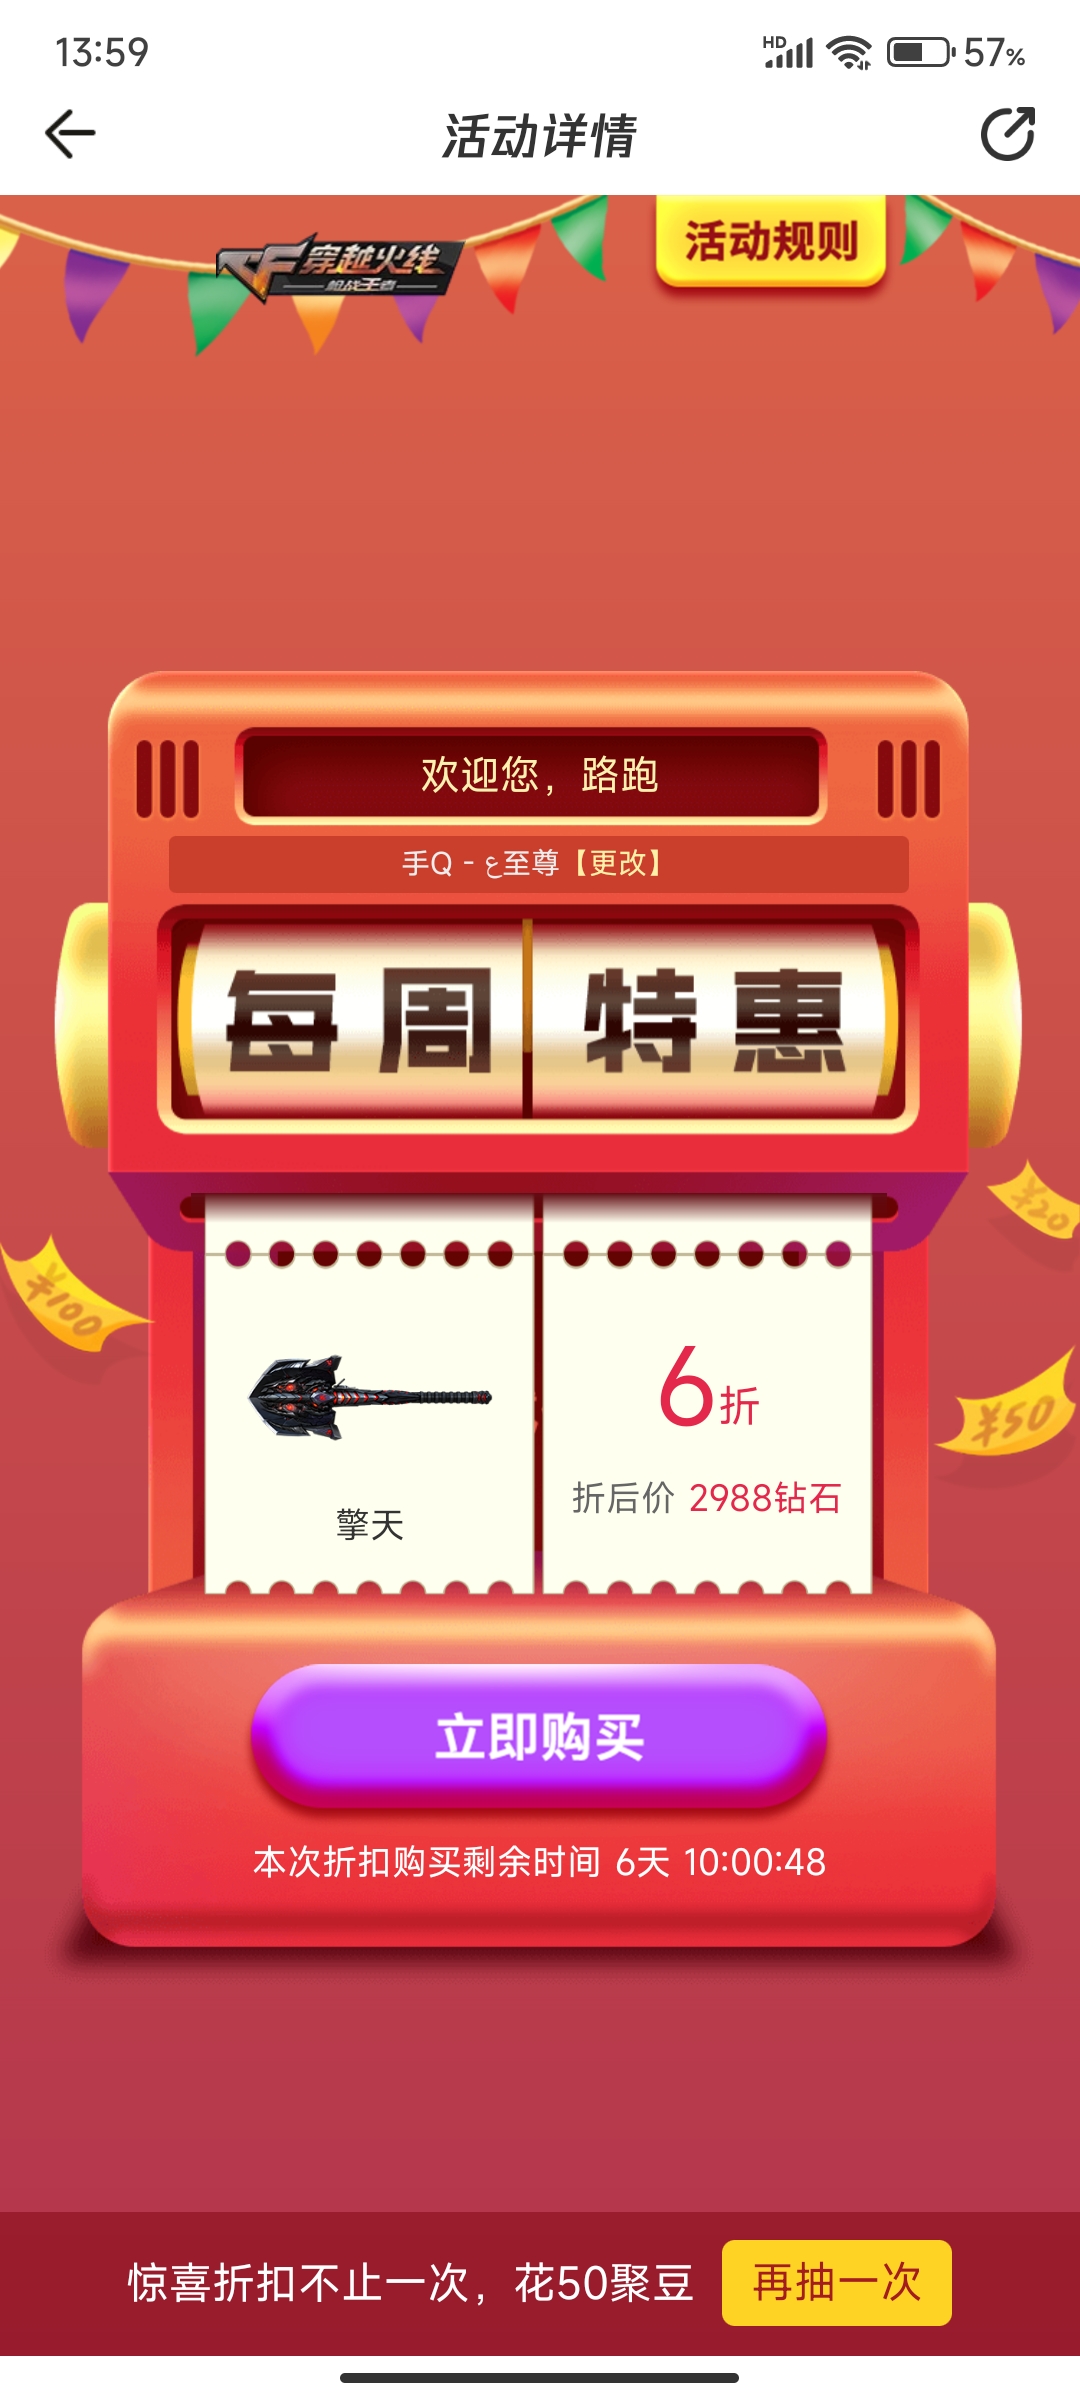 13:59
HD
57%
活动详情
穿越火线
枪战王者
活动规则
欢迎您，路跑
手Q - ع至尊【更改】
每周特惠
¥20
¥100
¥50
6折
折后价 2988钻石
擎天
立即购买
本次折扣购买剩余时间 6天 10:00:48
惊喜折扣不止一次，花50聚豆
再抽一次